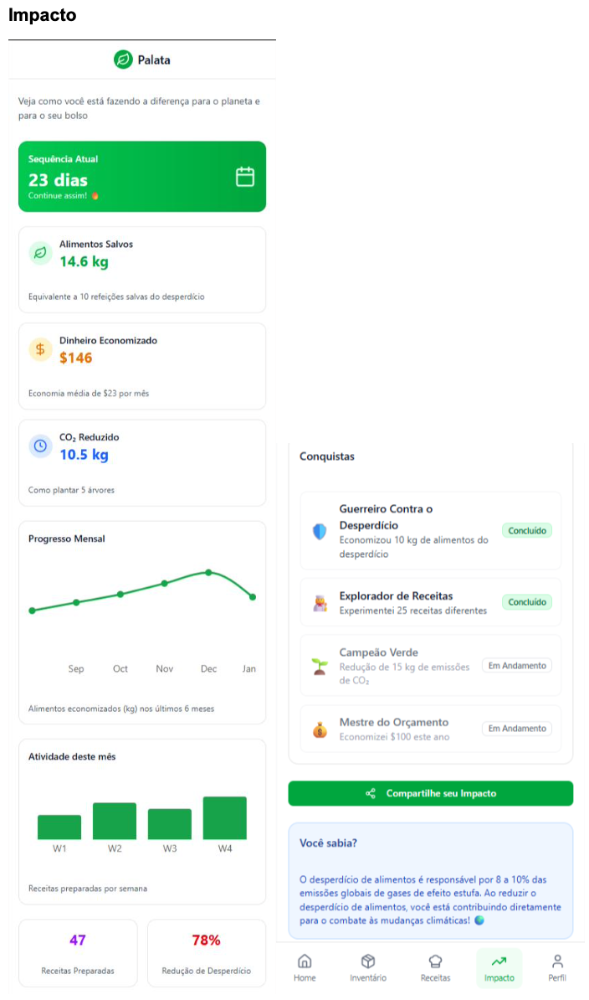 Impacto
Palata
Veja como você está fazendo a diferença para o planeta e
para o seu bolso
Sequência Atual
23 dias
Continue assim! 🔥
Alimentos Salvos
14.6 kg
Equivalente a 10 refeições salvas do desperdício
Dinheiro Economizado
$146
Economia média de $23 por mês
CO₂ Reduzido
10.5 kg
Como plantar 5 árvores
Progresso Mensal
Sep Oct Nov Dec Jan
Alimentos economizados (kg) nos últimos 6 meses
Atividade deste mês
W1 W2 W3 W4
Receitas preparadas por semana
47
Receitas Preparadas
78%
Redução de Desperdício
Conquistas
Guerreiro Contra o
Desperdício
Economizou 10 kg de alimentos do
desperdício
Concluído
Explorador de Receitas
Experimentei 25 receitas diferentes
Concluído
Campeão Verde
Redução de 15 kg de emissões
de CO₂
Em Andamento
Mestre do Orçamento
Economizei $100 este ano
Em Andamento
Compartilhe seu Impacto
Você sabia?
O desperdício de alimentos é responsável por 8 a 10% das
emissões globais de gases de efeito estufa. Ao reduzir o
desperdício de alimentos, você está contribuindo diretamente
para o combate às mudanças climáticas! 🌍
Home Inventário Receitas Impacto Perfil